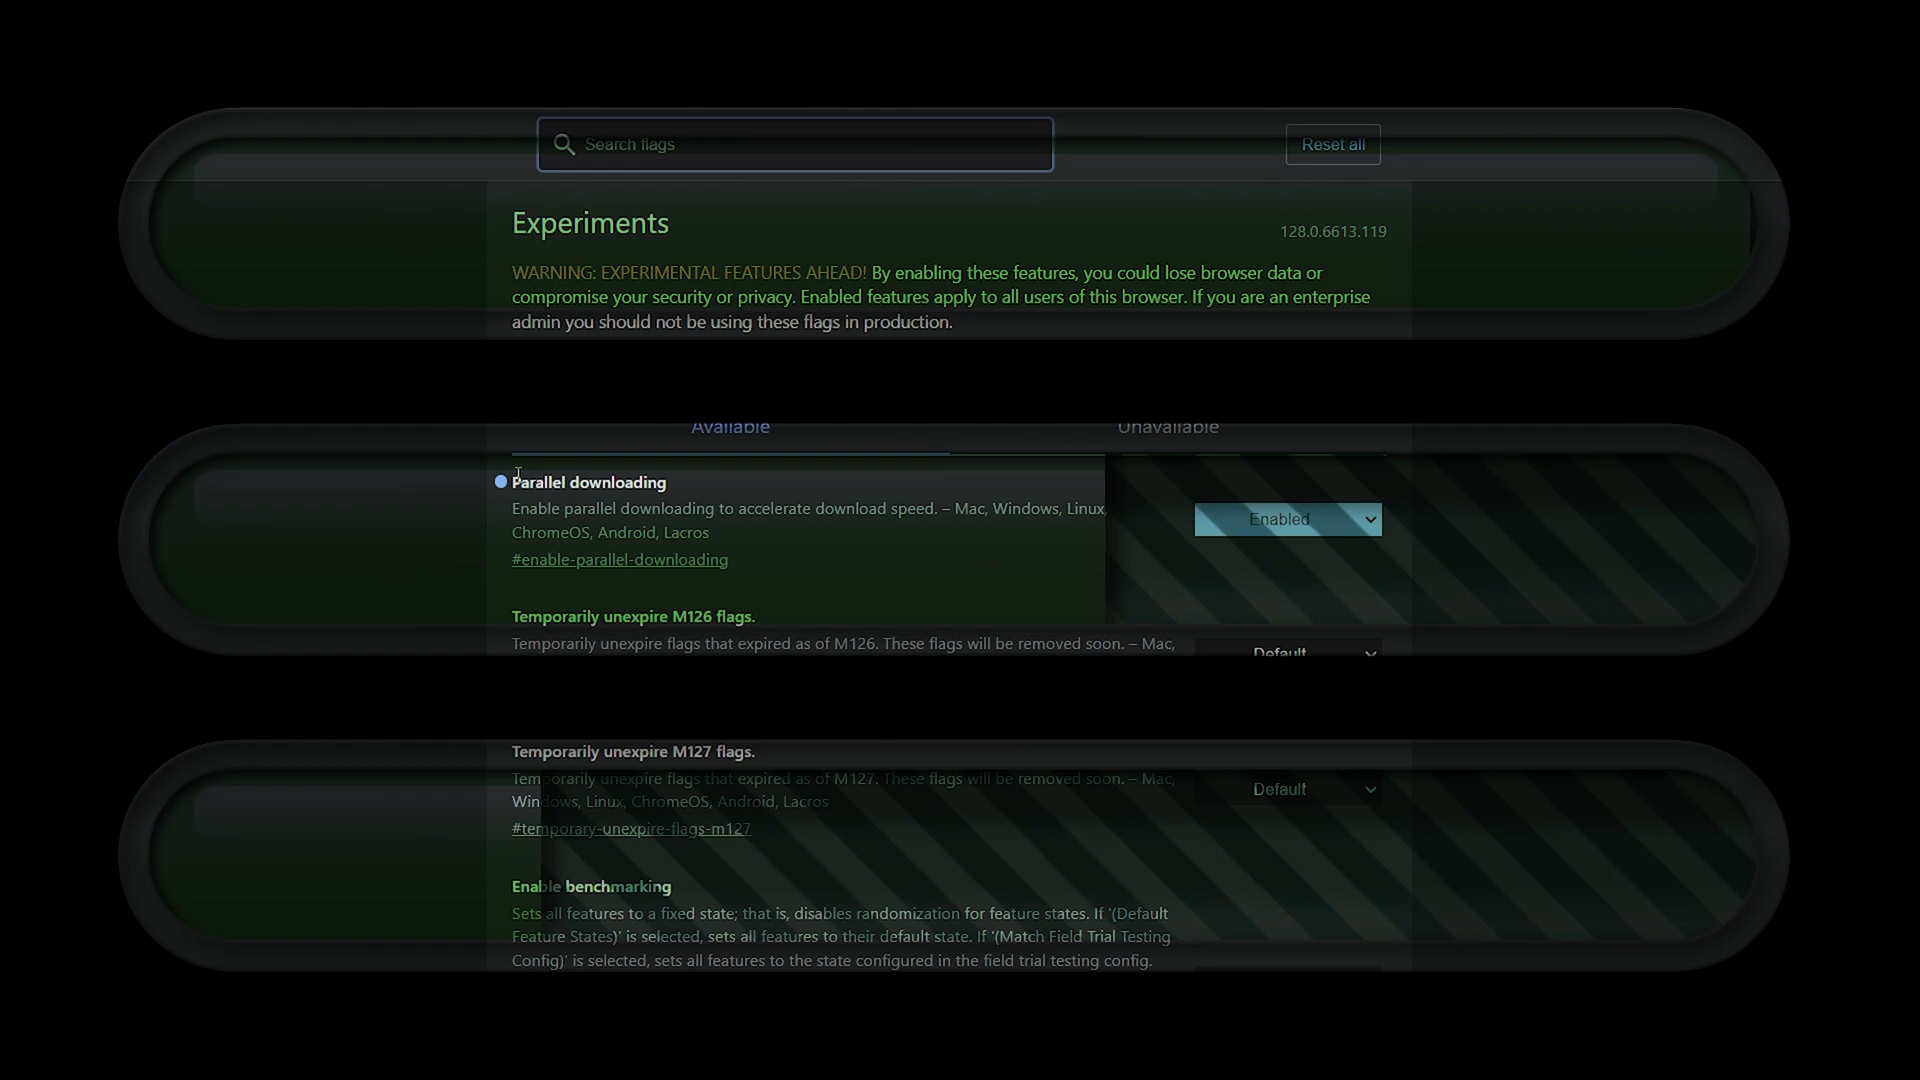 Search flags
Reset all
Experiments
128.0.6613.119
WARNING: EXPERIMENTAL FEATURES AHEAD! By enabling these features, you could lose browser data or
compromise your security or privacy. Enabled features apply to all users of this browser. If you are an enterprise
admin you should not be using these flags in production.
Available
Unavailable
Parallel downloading
Enable parallel downloading to accelerate download speed. – Mac, Windows, Linux,
ChromeOS, Android, Lacros
#enable-parallel-downloading
Enabled
Temporarily unexpire M126 flags.
Temporarily unexpire flags that expired as of M126. These flags will be removed soon. – Mac,
Default
Temporarily unexpire M127 flags.
Temporarily unexpire flags that expired as of M127. These flags will be removed soon. – Mac,
Windows, Linux, ChromeOS, Android, Lacros
#temporary-unexpire-flags-m127
Default
Enable benchmarking
Sets all features to a fixed state; that is, disables randomization for feature states. If '(Default
Feature States)' is selected, sets all features to their default state. If '(Match Field Trial Testing
Config)' is selected, sets all features to the state configured in the field trial testing config.